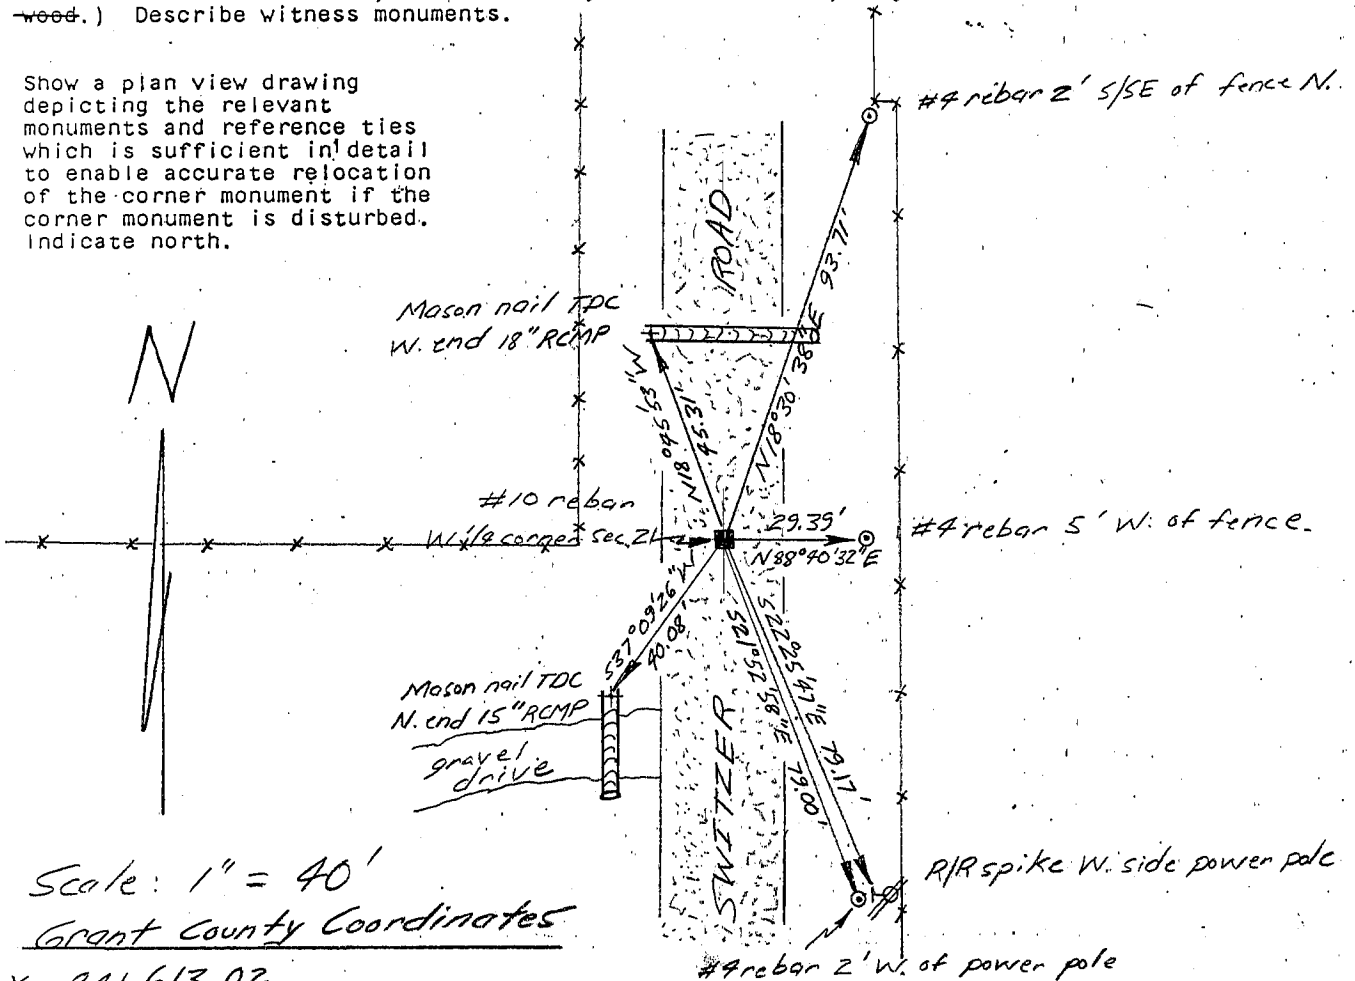 wood.) Describe witness monuments.
Show a plan view drawing
depicting the relevant
monuments and reference ties
which is sufficient in detail
to enable accurate relocation
of the corner monument if the
corner monument is disturbed.
Indicate north.
#4 rebar 2' S/SE of fence N.
ROAD
93.71'
N18°30'38"E
Mason nail TDC
W. end 18" RCMP
N18°45'53"W
45.31'
N
#10 rebar
W. 1/4 corner Sec. 21
29.39'
N88°40'32"E
#4 rebar 5' W. of fence.
S37°09'26"W
40.08'
Mason nail TDC
N. end 15" RCMP
gravel
drive
S22°25'47"E 79.17'
S21°52'58"E 79.00'
SWITZER
R/R spike W. side power pole
#4 rebar 2' W. of power pole
Scale: 1" = 40'
Grant County Coordinates